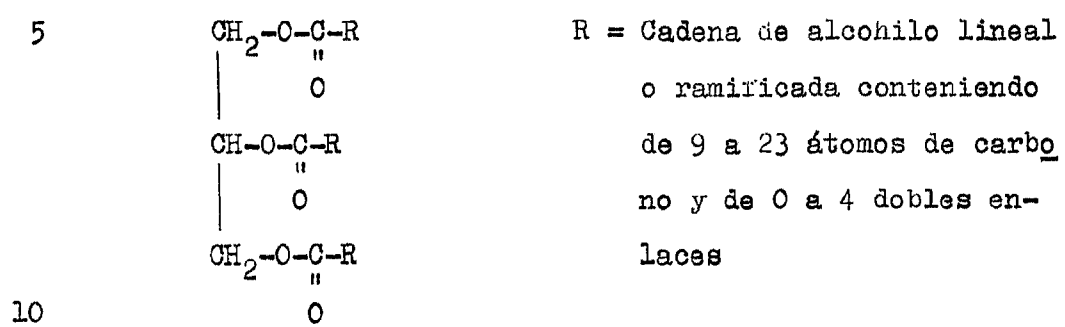 5 CH2-O-C-R R = Cadena de alcohilo lineal
" 
O o ramificada conteniendo
CH-O-C-R de 9 a 23 átomos de carbo
"
O no y de 0 a 4 dobles en-
CH2-O-C-R laces
"
10 O